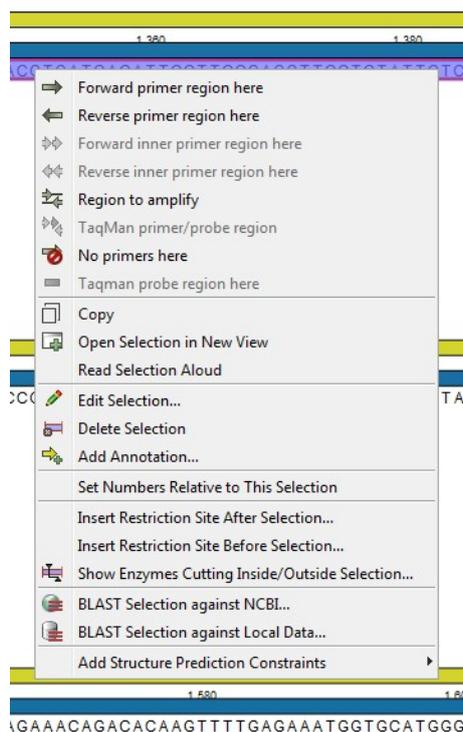 1.360 1.380
Forward primer region here
Reverse primer region here
Forward inner primer region here
Reverse inner primer region here
Region to amplify
TaqMan primer/probe region
No primers here
Taqman probe region here
Copy
Open Selection in New View
Read Selection Aloud
CC
TA
Edit Selection...
Delete Selection
Add Annotation...
Set Numbers Relative to This Selection
Insert Restriction Site After Selection...
Insert Restriction Site Before Selection...
Show Enzymes Cutting Inside/Outside Selection...
BLAST Selection against NCBI...
BLAST Selection against Local Data...
Add Structure Prediction Constraints
1.580
AGAAACAGACACAAGTTTTGAGAAATGGTGCATGGG